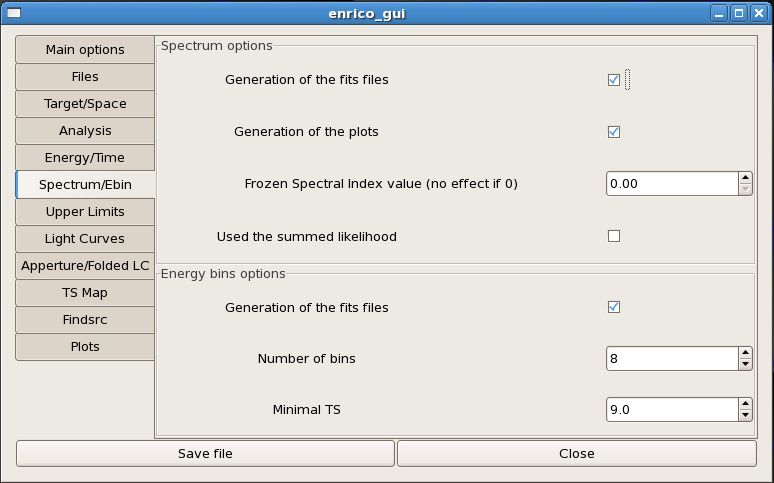 enrico_gui
Main options
Files
Target/Space
Analysis
Energy/Time
Spectrum/Ebin
Upper Limits
Light Curves
Apperture/Folded LC
TS Map
Findsrc
Plots
Spectrum options
Generation of the fits files
Generation of the plots
Frozen Spectral Index value (no effect if 0) 0.00
Used the summed likelihood
Energy bins options
Generation of the fits files
Number of bins 8
Minimal TS 9.0
Save file Close